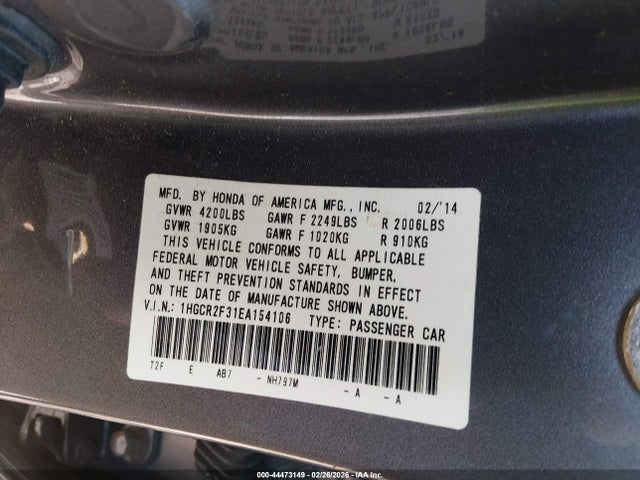 MFD. BY HONDA OF AMERICA MFG., INC. 02/'14
GVWR 4200LBS GAWR F 2249LBS R 2006LBS
GVWR 1905KG GAWR F 1020KG R 910KG
THIS VEHICLE CONFORMS TO ALL APPLICABLE
FEDERAL MOTOR VEHICLE SAFETY, BUMPER,
AND THEFT PREVENTION STANDARDS IN EFFECT
ON THE DATE OF MANUFACTURE SHOWN ABOVE.
V.I.N.: 1HGCR2F31EA154106 TYPE: PASSENGER CAR
T2F E AB7 - NH797M - A - A
000-44473149 - 02/26/2026 - IAA Inc.